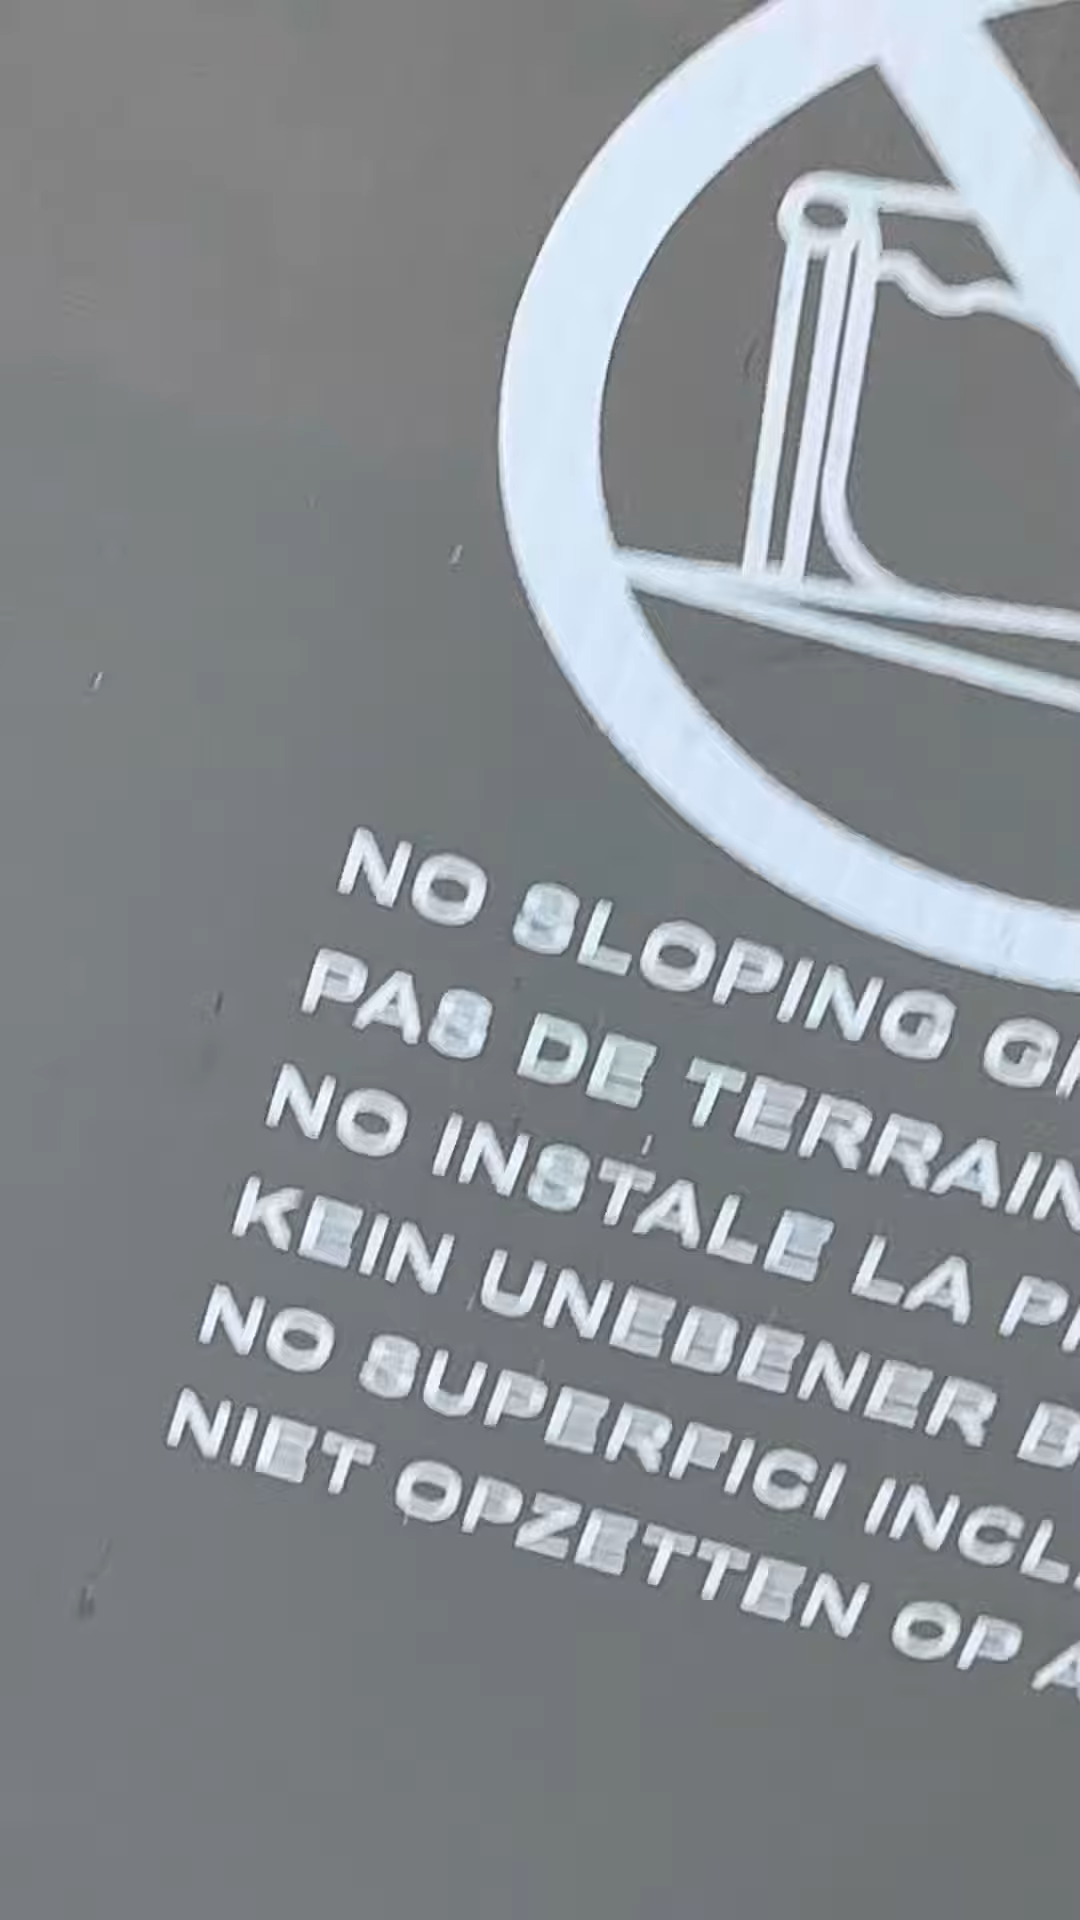 NO SLOPING
PAS DE TERRAIN
NO INSTALE LA
KEIN UNEBENER
NO SUPERFICI
NIET OPZETTEN OP